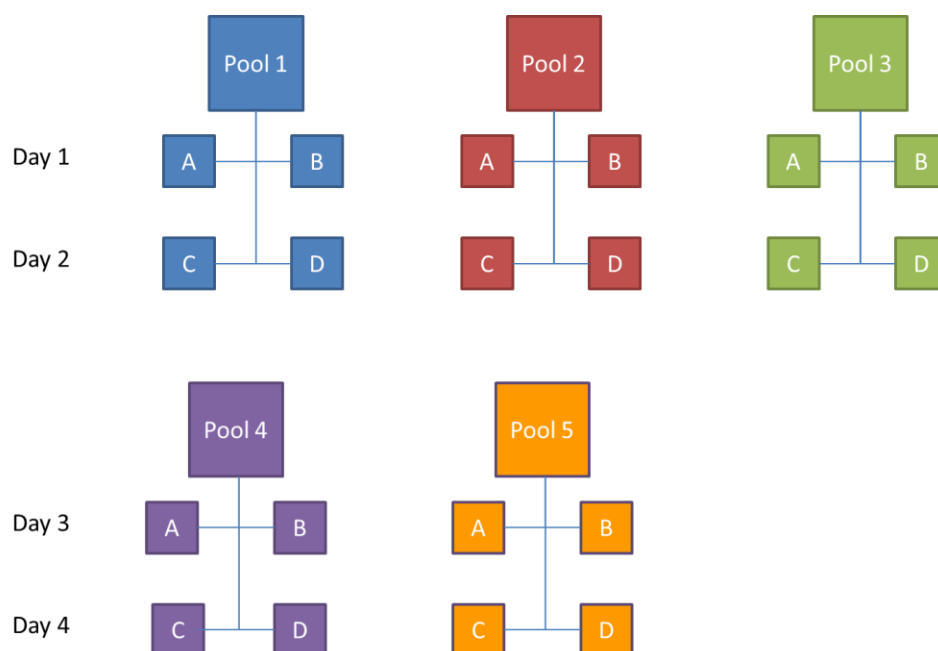 Pool 1 Pool 2 Pool 3
Day 1 A B A B A B
Day 2 C D C D C D
Pool 4 Pool 5
Day 3 A B A B
Day 4 C D C D